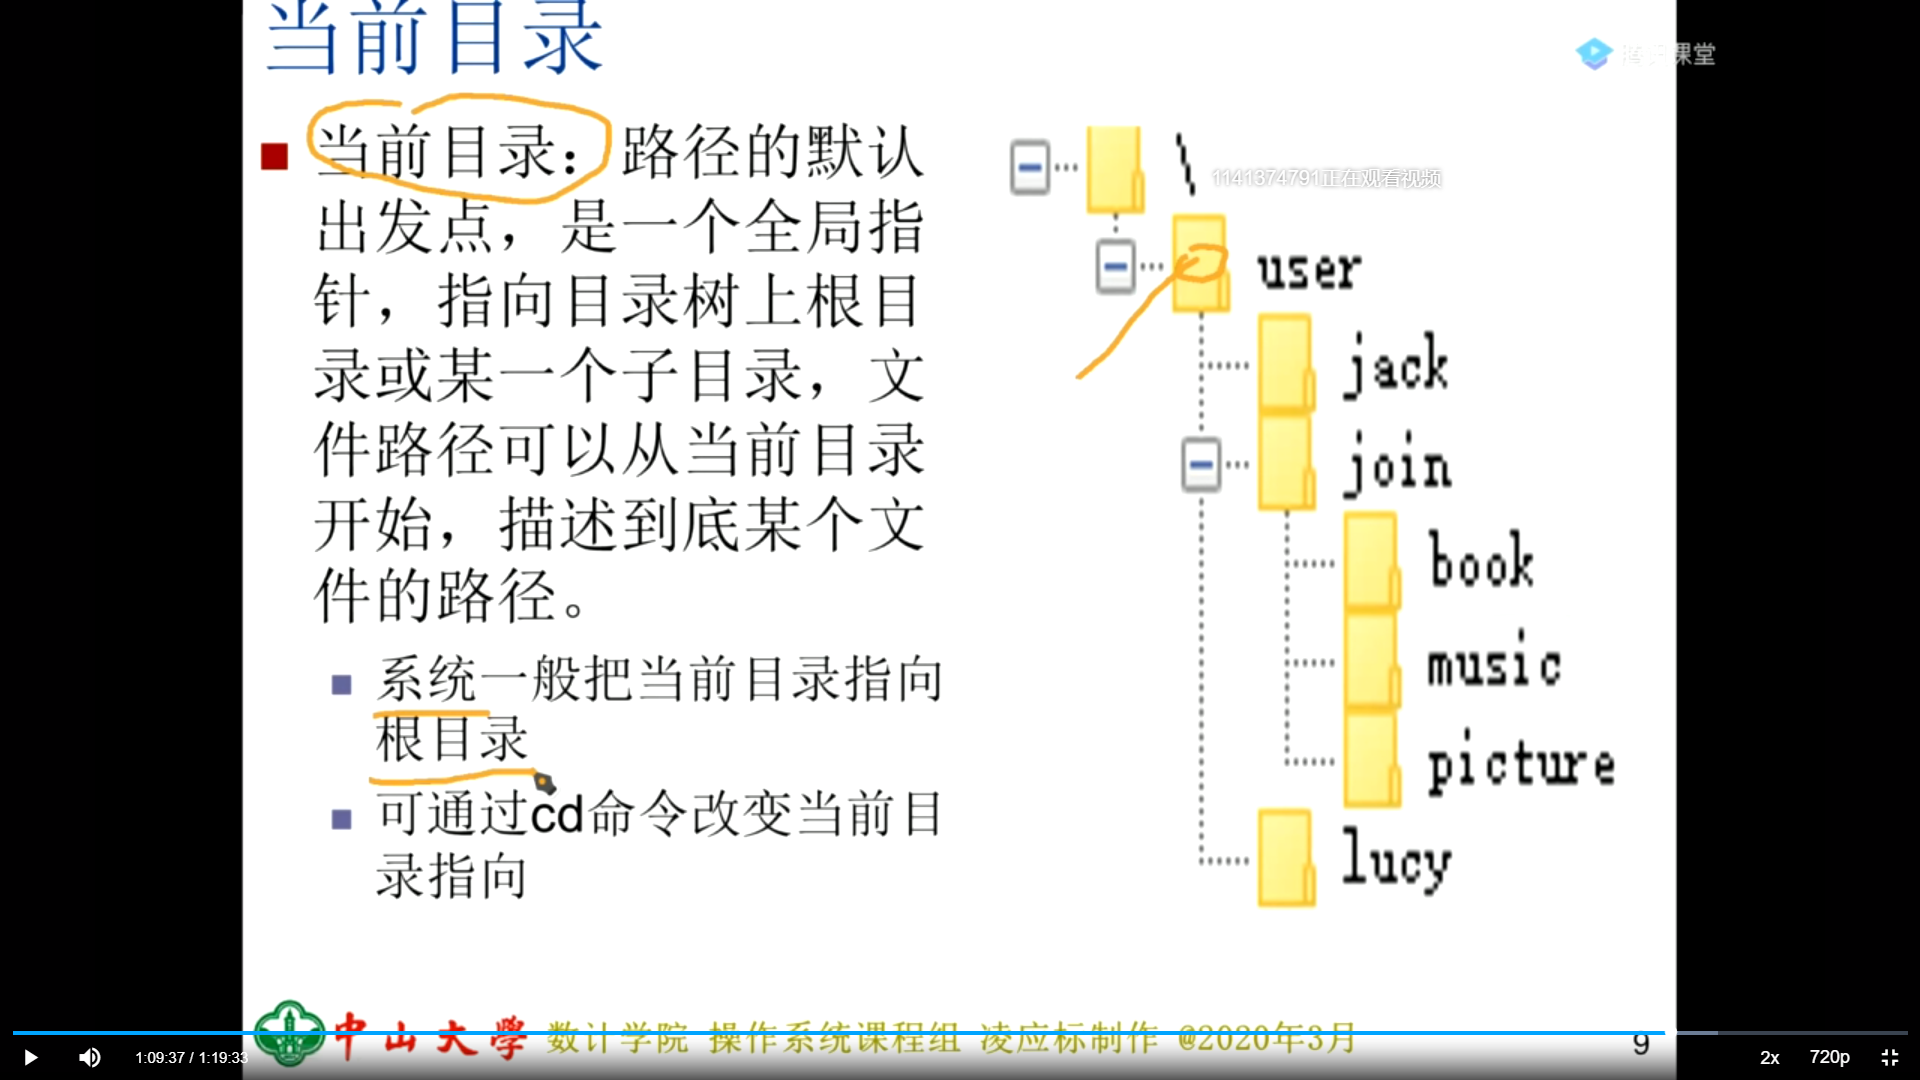 当前目录
腾讯课堂
当前目录：路径的默认
出发点，是一个全局指
针，指向目录树上根目
录或某一个子目录，文
件路径可以从当前目录
开始，描述到底某个文
件的路径。
系统一般把当前目录指向
根目录
可通过cd命令改变当前目
录指向
\
1141374791正在观看视频
user
jack
join
book
music
picture
lucy
中山大学 数计学院 操作系统课程组 凌应标制作 @2020年3月
9
1:09:37 / 1:19:33
2x
720p